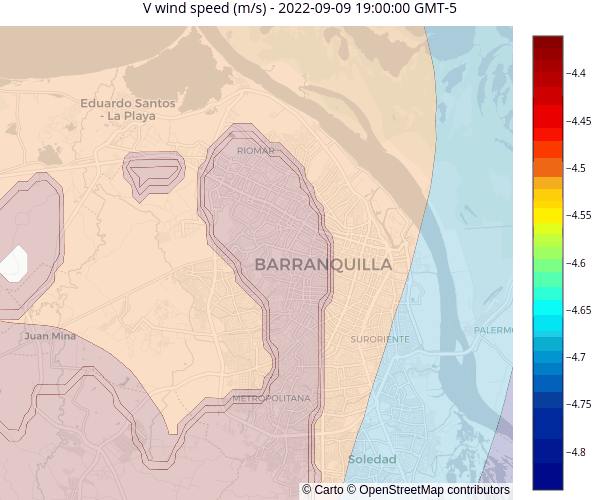 V wind speed (m/s) - 2022-09-09 19:00:00 GMT-5
Eduardo Santos
- La Playa
RIOMAR
BARRANQUILLA
Juan Mina
SURORIENTE
PALERMO
METROPOLITANA
Soledad
© Carto © OpenStreetMap contributors
−4.4
−4.45
−4.5
−4.55
−4.6
−4.65
−4.7
−4.75
−4.8